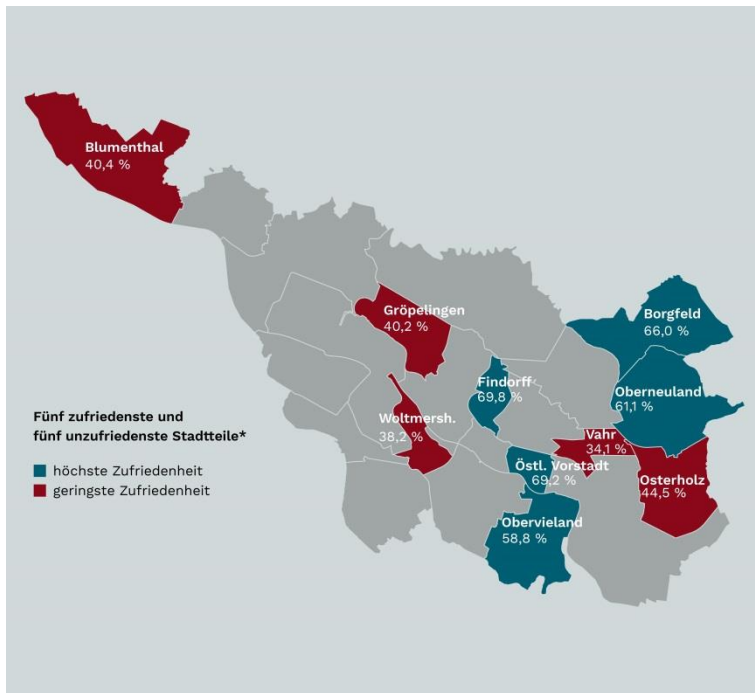 Blumenthal
40,4 %
Gröpelingen
40,2 %
Borgfeld
66,0 %
Findorff
69,8 %
Oberneuland
61,1 %
Fünf zufriedenste und
fünf unzufriedenste Stadtteile*
höchste Zufriedenheit
geringste Zufriedenheit
Woltmersh.
38,2 %
Vahr
34,1 %
Östl. Vorstadt
69,2 %
Osterholz
44,5 %
Obervieland
58,8 %